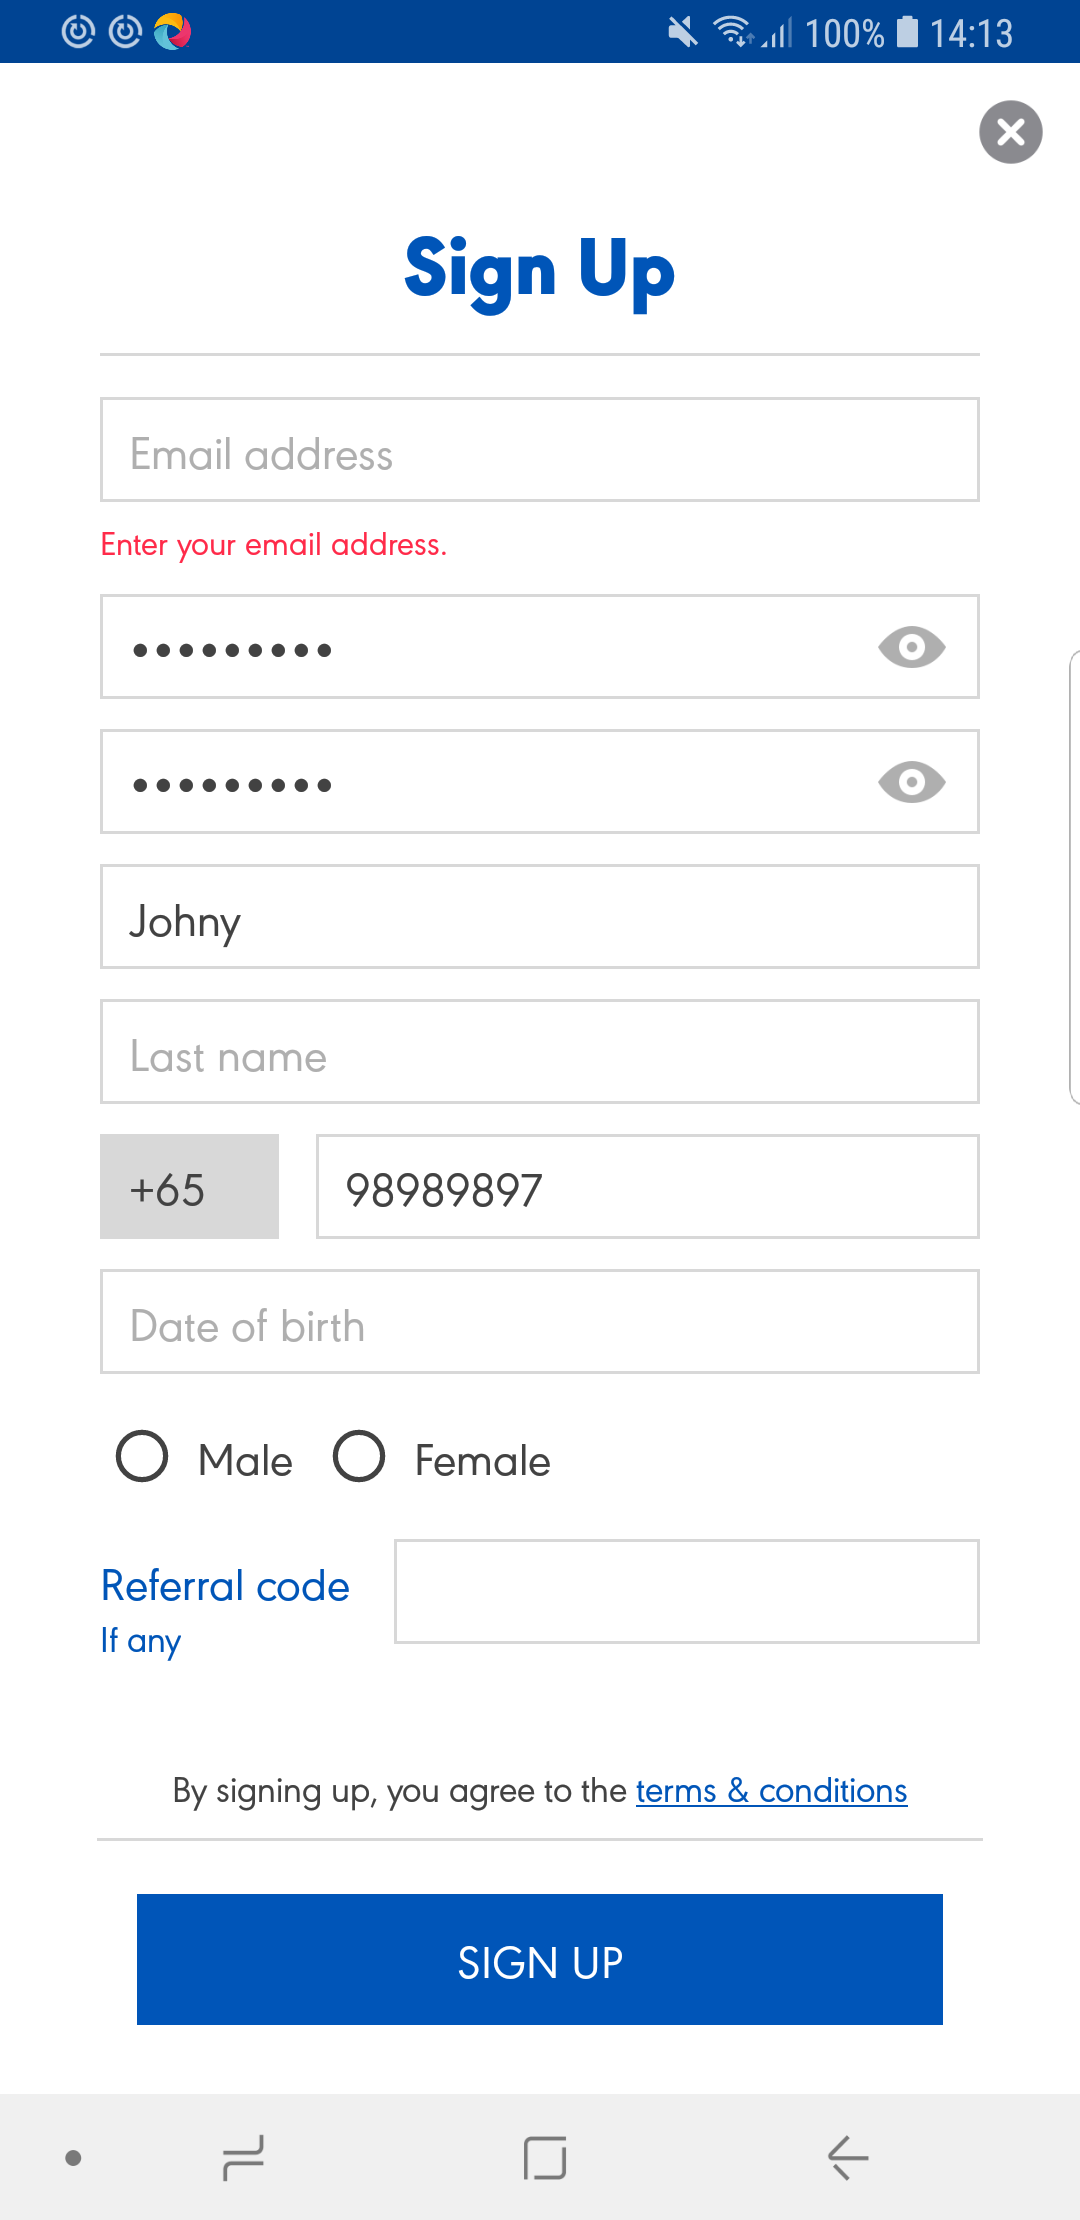 100% 14:13
Sign Up
Email address
Enter your email address.
•••••••••
•••••••••
Johny
Last name
+65 98989897
Date of birth
Male Female
Referral code
If any
By signing up, you agree to the terms & conditions
SIGN UP